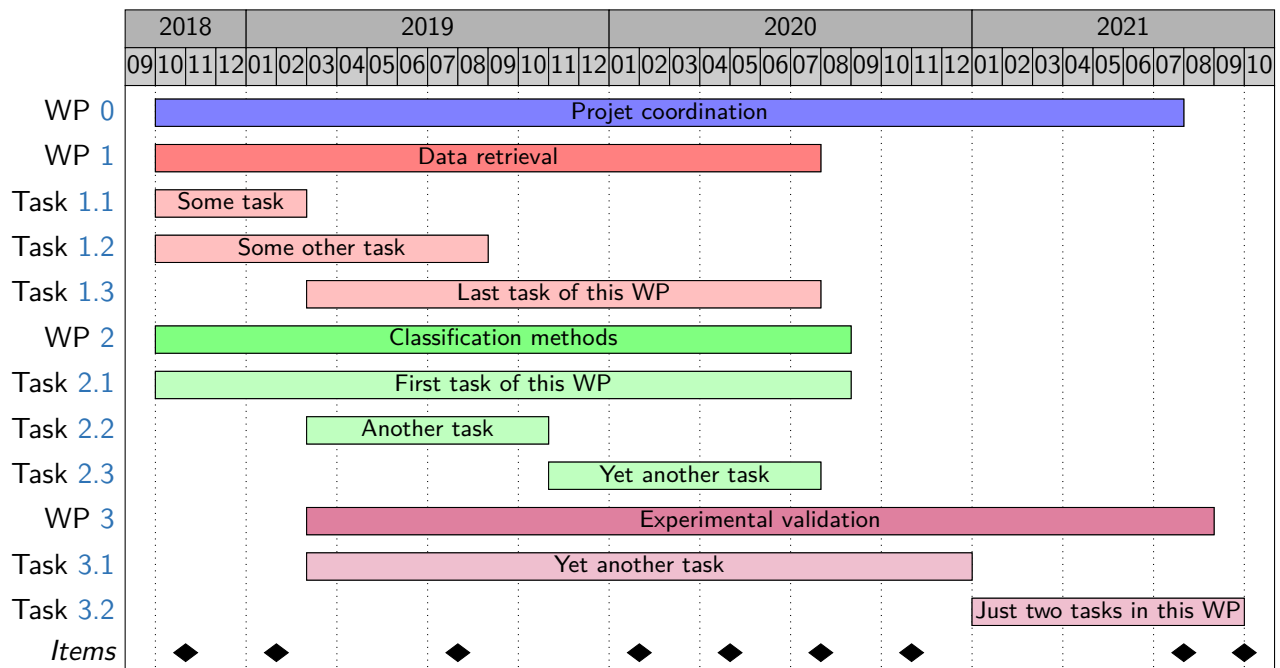 2018 2019 2020 2021
09 10 11 12 01 02 03 04 05 06 07 08 09 10 11 12 01 02 03 04 05 06 07 08 09 10 11 12 01 02 03 04 05 06 07 08 09 10
WP 0 Projet coordination
WP 1 Data retrieval
Task 1.1 Some task
Task 1.2 Some other task
Task 1.3 Last task of this WP
WP 2 Classification methods
Task 2.1 First task of this WP
Task 2.2 Another task
Task 2.3 Yet another task
WP 3 Experimental validation
Task 3.1 Yet another task
Task 3.2 Just two tasks in this WP
Items